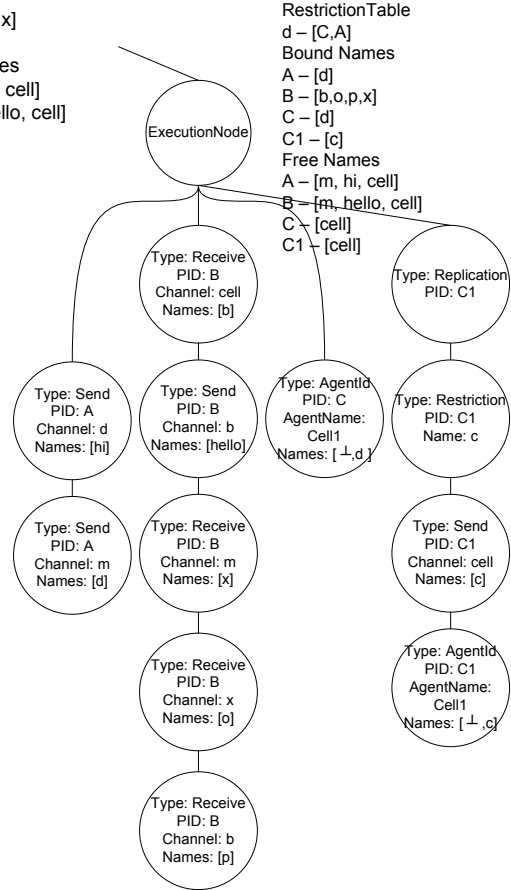 x]
es
cell]
llo, cell]
RestrictionTable
d – [C,A]
Bound Names
A – [d]
B – [b,o,p,x]
C – [d]
C1 – [c]
Free Names
A – [m, hi, cell]
B – [m, hello, cell]
C – [cell]
C1 – [cell]
ExecutionNode
Type: Receive
PID: B
Channel: cell
Names: [b]
Type: Replication
PID: C1
Type: Send
PID: A
Channel: d
Names: [hi]
Type: Send
PID: B
Channel: b
Names: [hello]
Type: AgentId
PID: C
AgentName:
Cell1
Names: [ ⊥,d ]
Type: Restriction
PID: C1
Name: c
Type: Send
PID: A
Channel: m
Names: [d]
Type: Receive
PID: B
Channel: m
Names: [x]
Type: Send
PID: C1
Channel: cell
Names: [c]
Type: Receive
PID: B
Channel: x
Names: [o]
Type: AgentId
PID: C1
AgentName:
Cell1
Names: [ ⊥ ,c]
Type: Receive
PID: B
Channel: b
Names: [p]